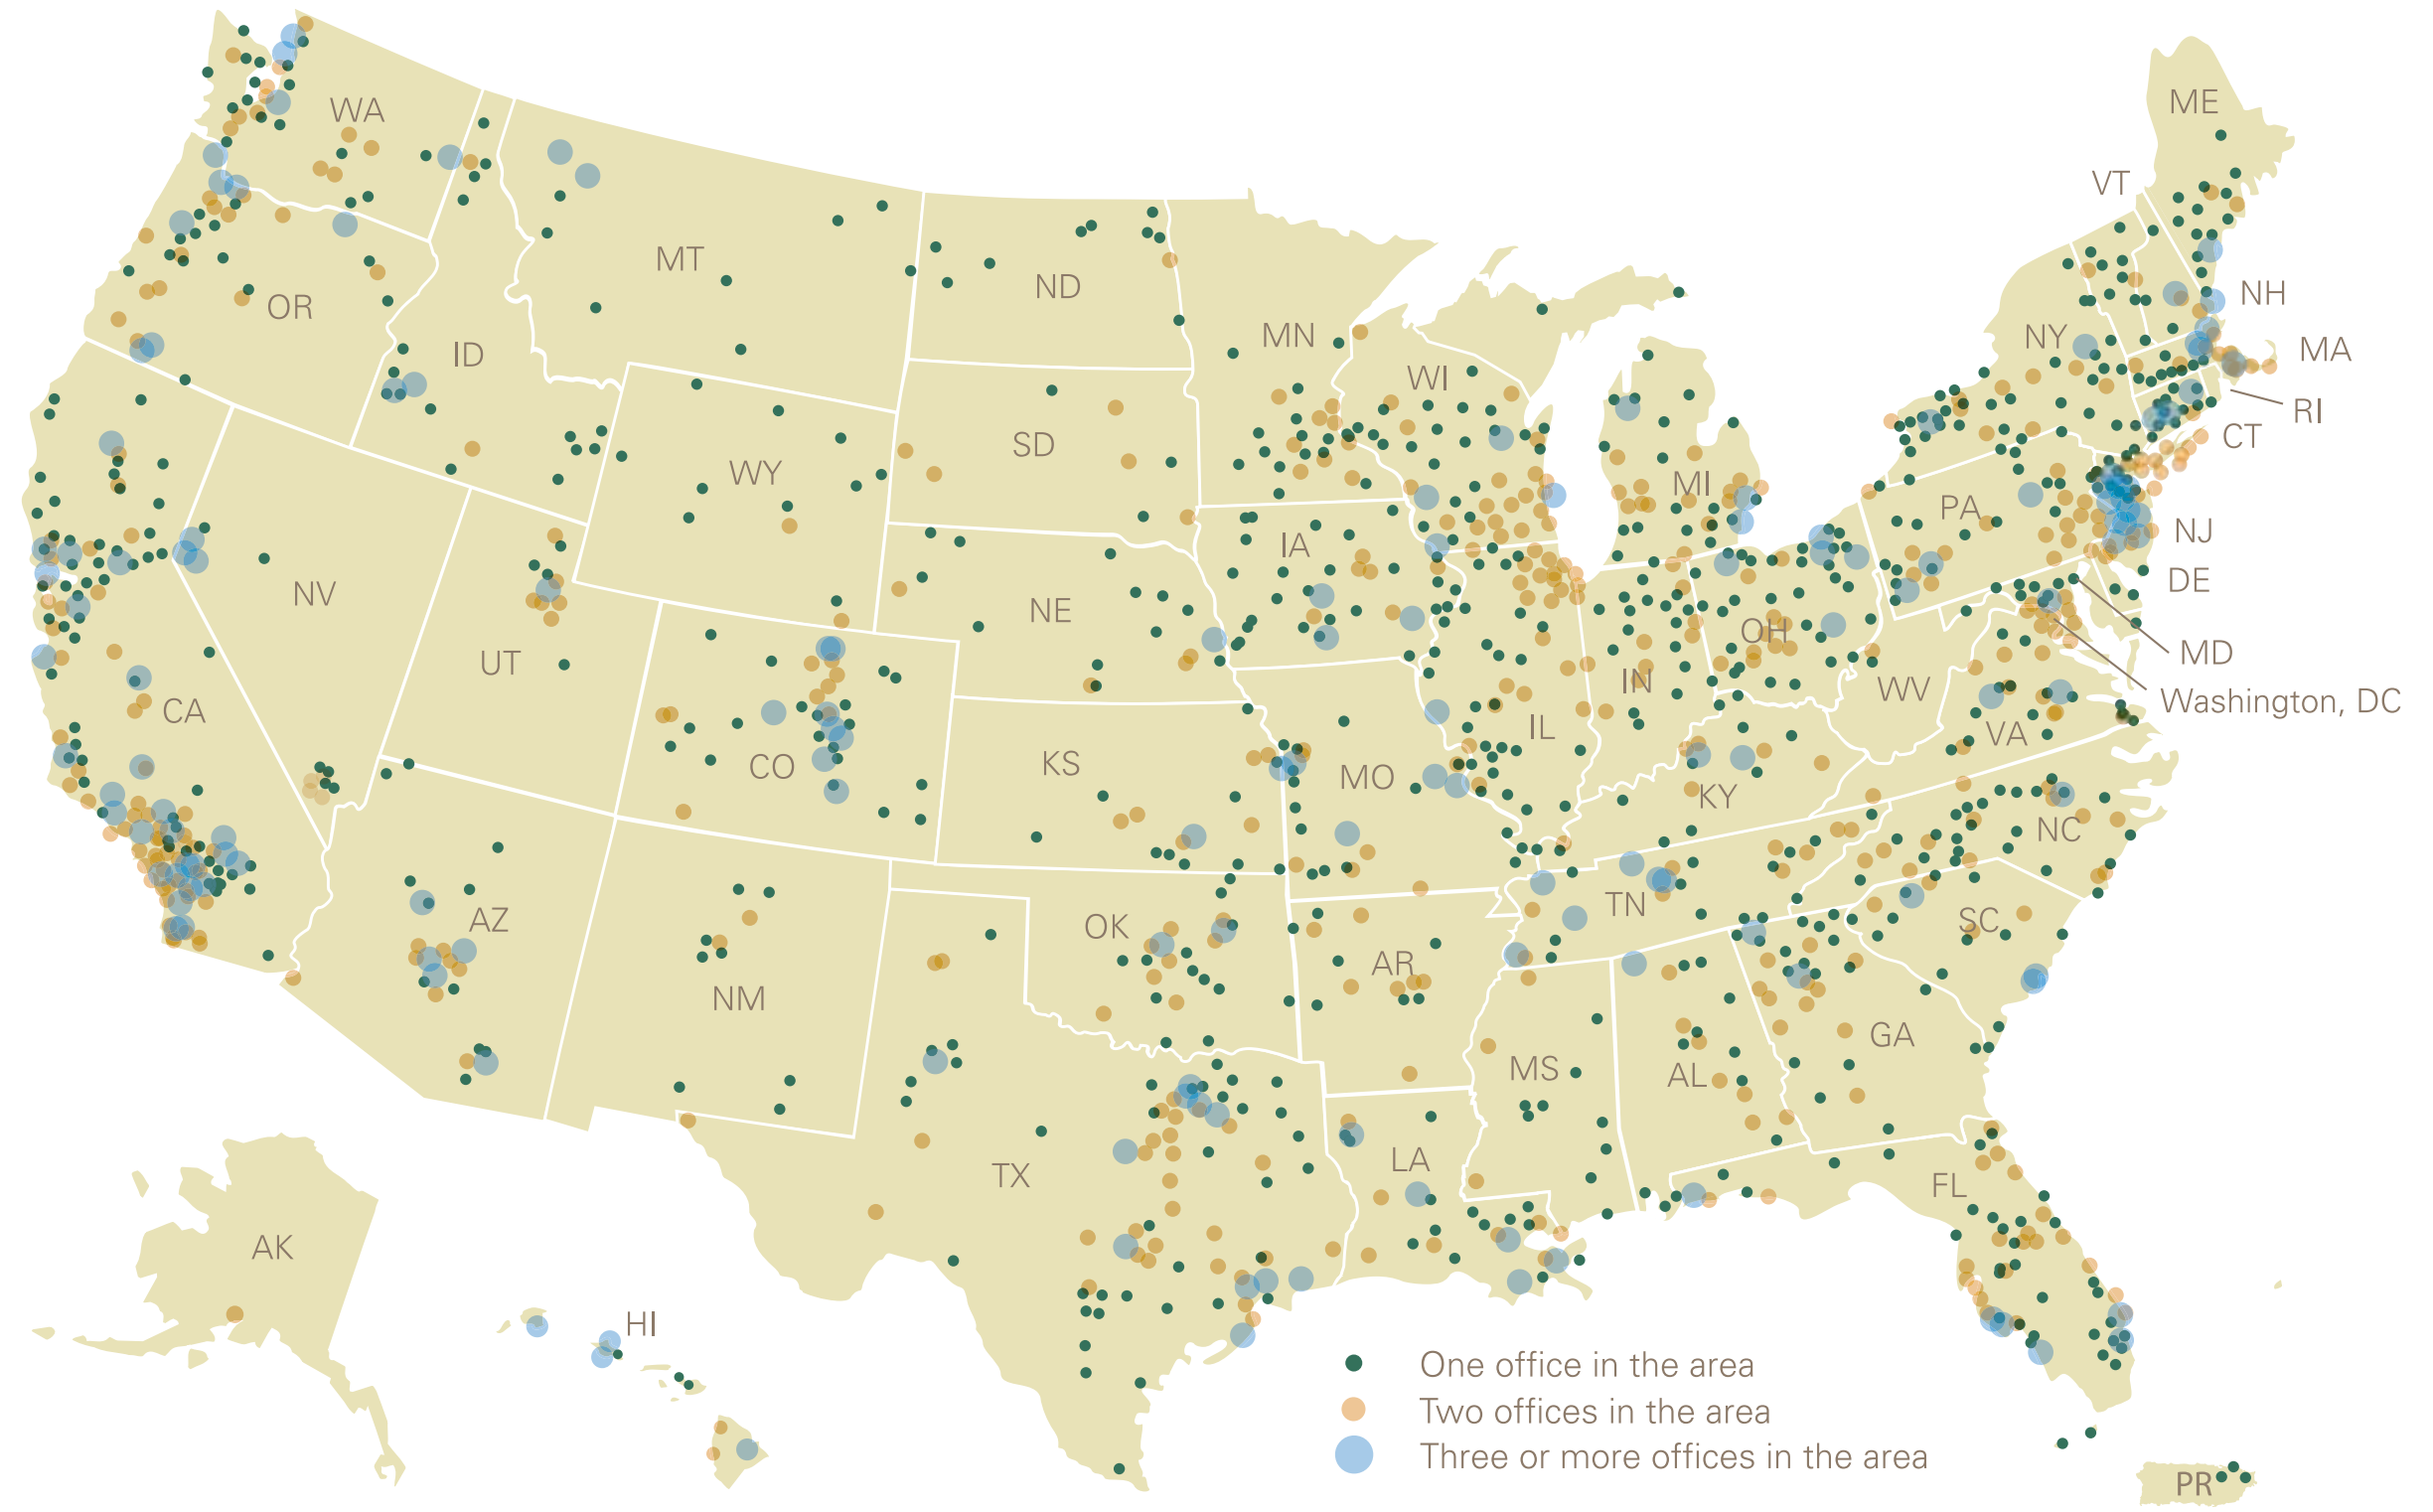 ME
WA
VT
MT
ND
NH
OR
MN
NY
MA
ID
WI
RI
SD
CT
WY
MI
PA
NJ
IA
DE
NV
NE
OH
MD
UT
IN
WV
Washington, DC
CA
IL
VA
CO
KS
MO
KY
NC
TN
AZ
OK
SC
AR
NM
GA
MS
AL
LA
TX
FL
AK
HI
One office in the area
Two offices in the area
Three or more offices in the area
PR